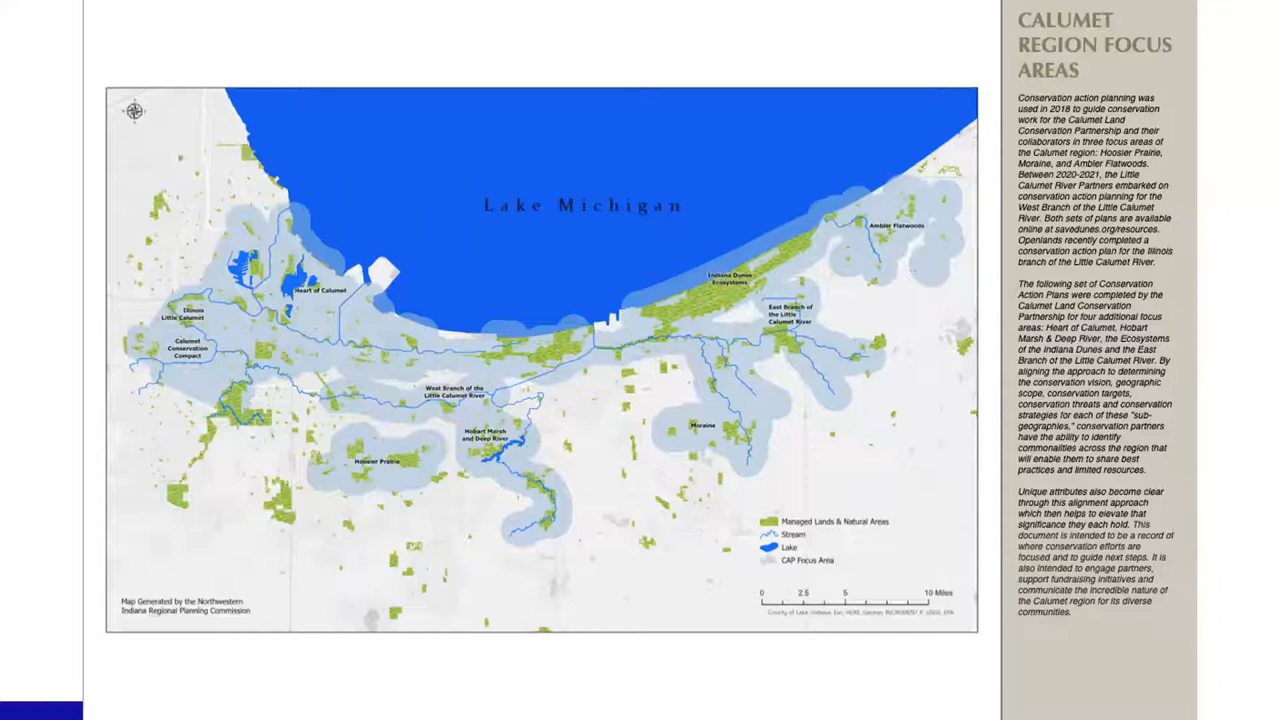 CALUMET
REGION FOCUS
AREAS
Conservation action planning was
used in 2018 to guide conservation
work for the Calumet Land
Conservation Partnership and their
collaborators in three focus areas of
the Calumet region: Hoosier Prairie,
Moraine, and Ambler Flatwoods.
Between 2020-2021, the Little
Calumet River Partners embarked on
conservation action planning for the
West Branch of the Little Calumet
River. Both sets of plans are available
online at savedunes.org/resources.
Openlands recently completed a
conservation action plan for the Illinois
branch of the Little Calumet River.
The following set of Conservation
Action Plans were completed by the
Calumet Land Conservation
Partnership for four additional focus
areas: Heart of Calumet, Hobart
Marsh & Deep River, the Ecosystems
of the Indiana Dunes and the East
Branch of the Little Calumet River. By
aligning the approach to determining
the conservation vision, geographic
scope, conservation targets,
conservation threats and conservation
strategies for each of these "sub-
geographies," conservation partners
have the ability to identify
commonalities across the region that
will enable them to share best
practices and limited resources.
Unique attributes also become clear
through this alignment approach
which then helps to elevate that
significance they each hold. This
document is intended to be a record of
where conservation efforts are
focused and to guide next steps. It is
also intended to engage partners,
support fundraising initiatives and
communicate the incredible nature of
the Calumet region for its diverse
communities.
Lake Michigan
Ambler Flatwoods
Indiana Dunes
Ecosystems
Heart of Calumet
East Branch of
the Little
Calumet River
Illinois
Little Calumet
Calumet
Conservation
Compact
West Branch of the
Little Calumet River
Moraine
Hobart Marsh
and Deep River
Hoosier Prairie
Managed Lands & Natural Areas
Stream
Lake
CAP Focus Area
0 2.5 5 10 Miles
County of Lake, Indiana, Esri, HERE, Garmin, INCREMENT P, USGS, EPA
Map Generated by the Northwestern
Indiana Regional Planning Commission